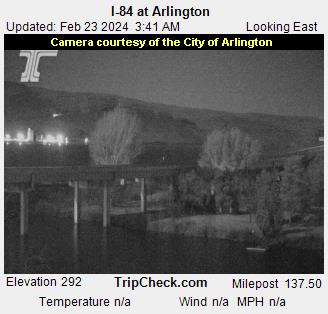 I-84 at Arlington
Updated: Feb 23 2024 3:41 AM Looking East
Camera courtesy of the City of Arlington
Elevation 292 TripCheck.com Milepost 137.50
Temperature n/a Wind n/a MPH n/a